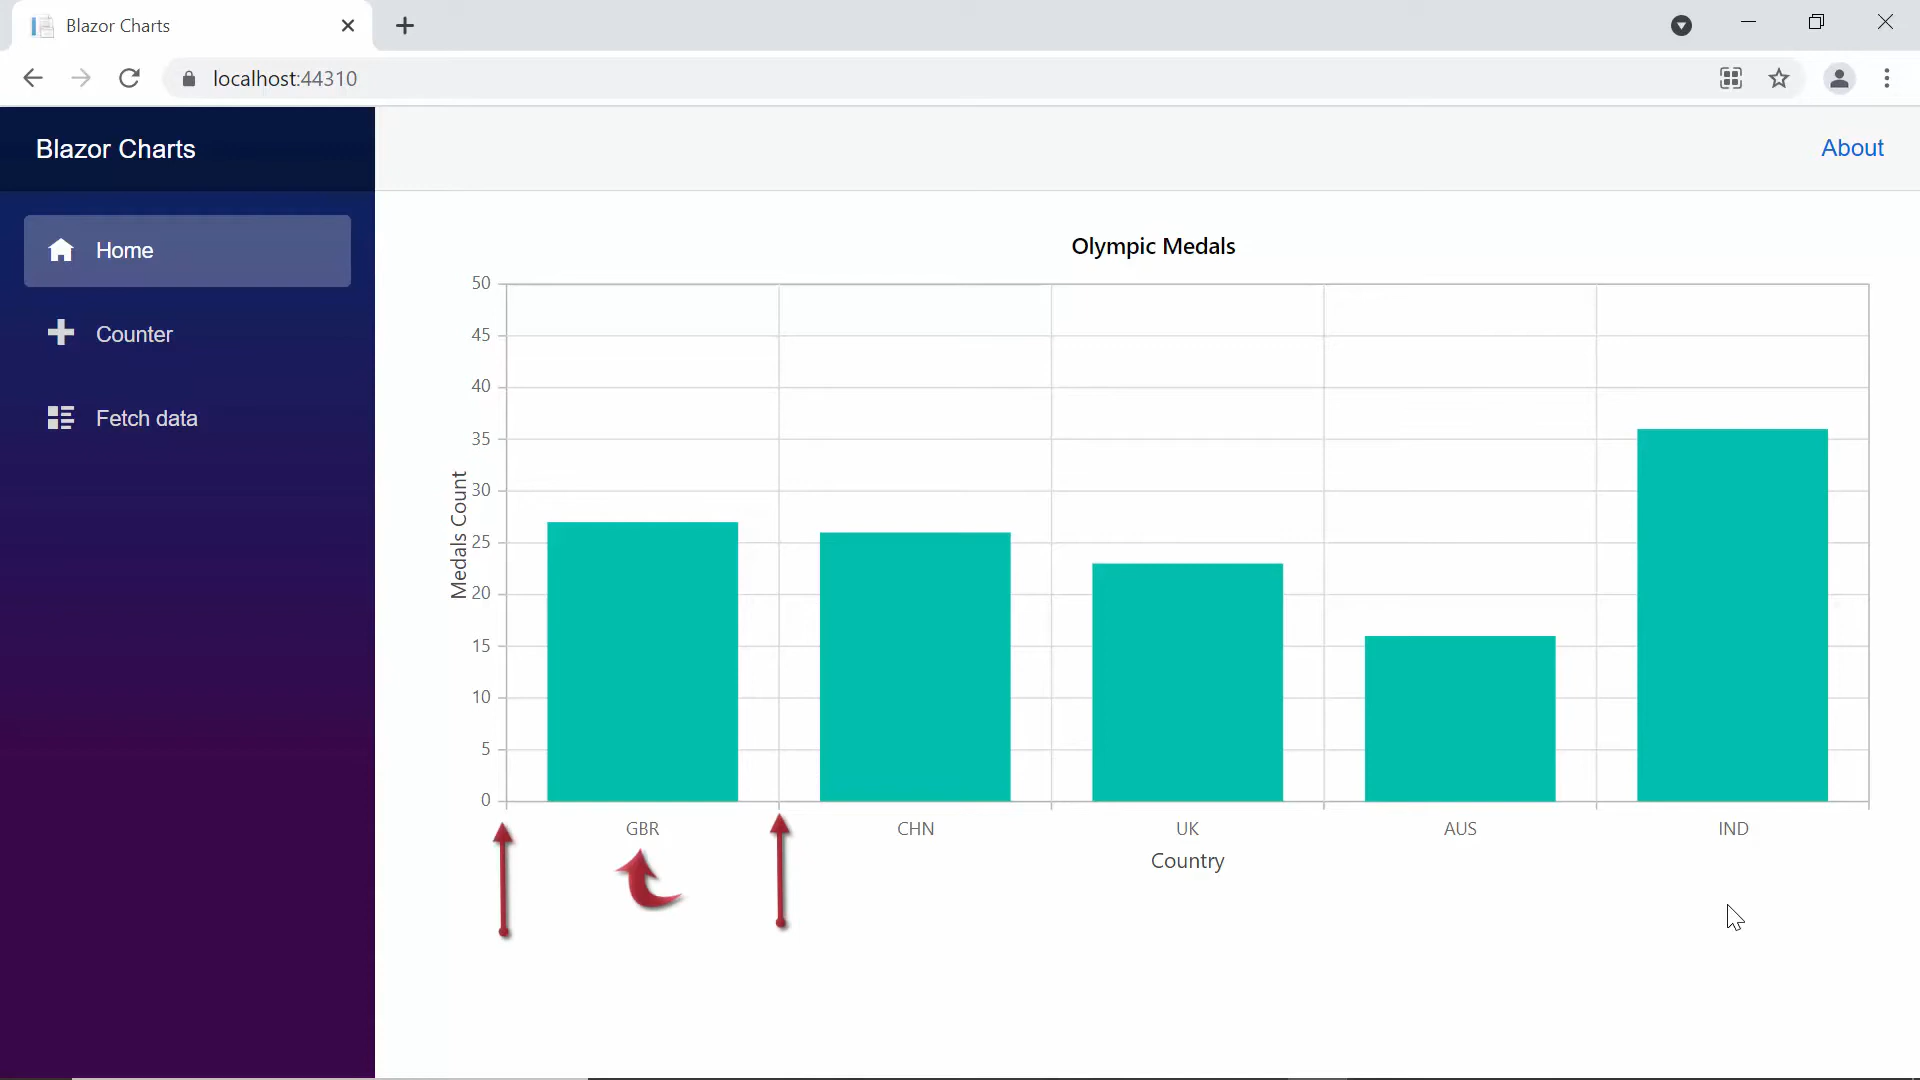 Blazor Charts
localhost:44310
Blazor Charts
About
Home
Counter
Fetch data
Olympic Medals
50
45
40
35
30
25
20
15
10
5
0
Medals Count
GBR
CHN
UK
AUS
IND
Country